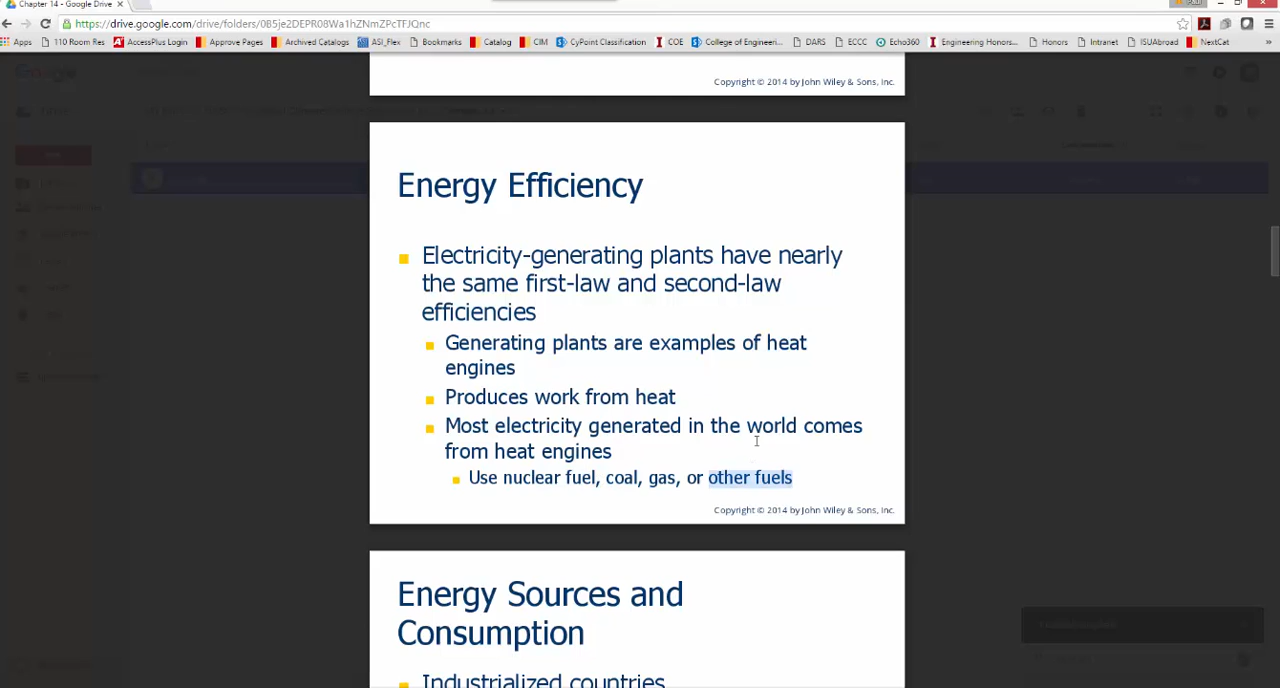 Chapter 14 - Google Drive
https://drive.google.com/drive/folders/0B5je2DEPR08Wa1hZNmZPcTFJQnc
Apps 110 Room Res AccessPlus Login Approve Pages Archived Catalogs ASI_Flex Bookmarks Catalog CIM CyPoint Classification COE College of Engineeri... DARS ECCC Echo360 Engineering Honors... Honors Intranet ISUAbroad NextCat »
Copyright © 2014 by John Wiley & Sons, Inc.
Energy Efficiency
Electricity-generating plants have nearly
the same first-law and second-law
efficiencies
Generating plants are examples of heat
engines
Produces work from heat
Most electricity generated in the world comes
from heat engines
Use nuclear fuel, coal, gas, or other fuels
Copyright © 2014 by John Wiley & Sons, Inc.
Energy Sources and
Consumption
Industrialized countries